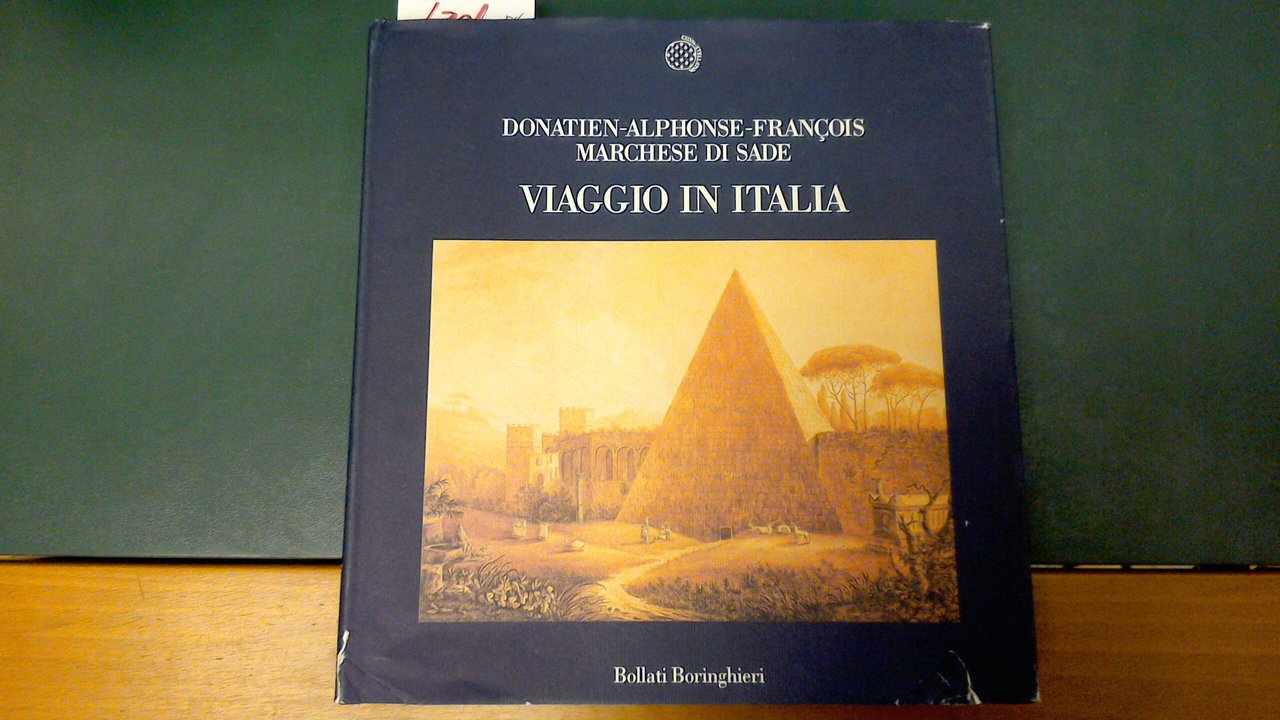 DONATIEN-ALPHONSE-FRANÇOIS
MARCHESE DI SADE
VIAGGIO IN ITALIA
Bollati Boringhieri